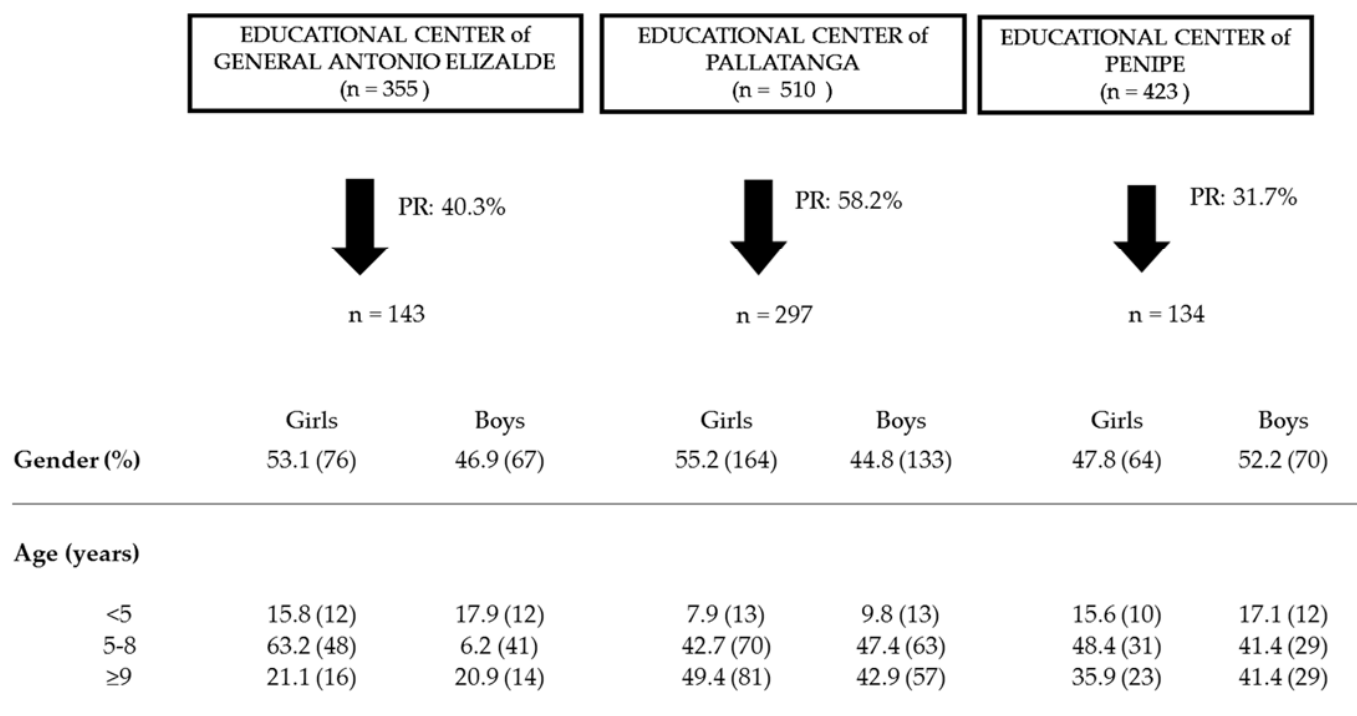 EDUCATIONAL CENTER of
GENERAL ANTONIO ELIZALDE
(n = 355 )
EDUCATIONAL CENTER of
PALLATANGA
(n = 510 )
EDUCATIONAL CENTER of
PENIPE
(n = 423 )
PR: 40.3%
PR: 58.2%
PR: 31.7%
n = 143
n = 297
n = 134
Girls Boys Girls Boys Girls Boys
Gender (%) 53.1 (76) 46.9 (67) 55.2 (164) 44.8 (133) 47.8 (64) 52.2 (70)
Age (years)
<5 15.8 (12) 17.9 (12) 7.9 (13) 9.8 (13) 15.6 (10) 17.1 (12)
5-8 63.2 (48) 6.2 (41) 42.7 (70) 47.4 (63) 48.4 (31) 41.4 (29)
≥9 21.1 (16) 20.9 (14) 49.4 (81) 42.9 (57) 35.9 (23) 41.4 (29)